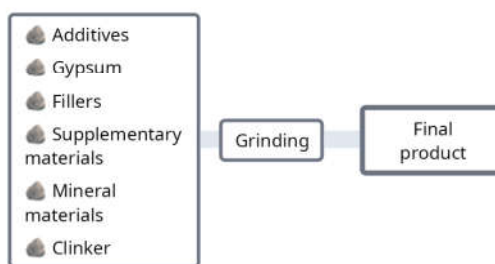 Additives
Gypsum
Fillers
Supplementary
materials
Mineral
materials
Clinker
Grinding
Final
product